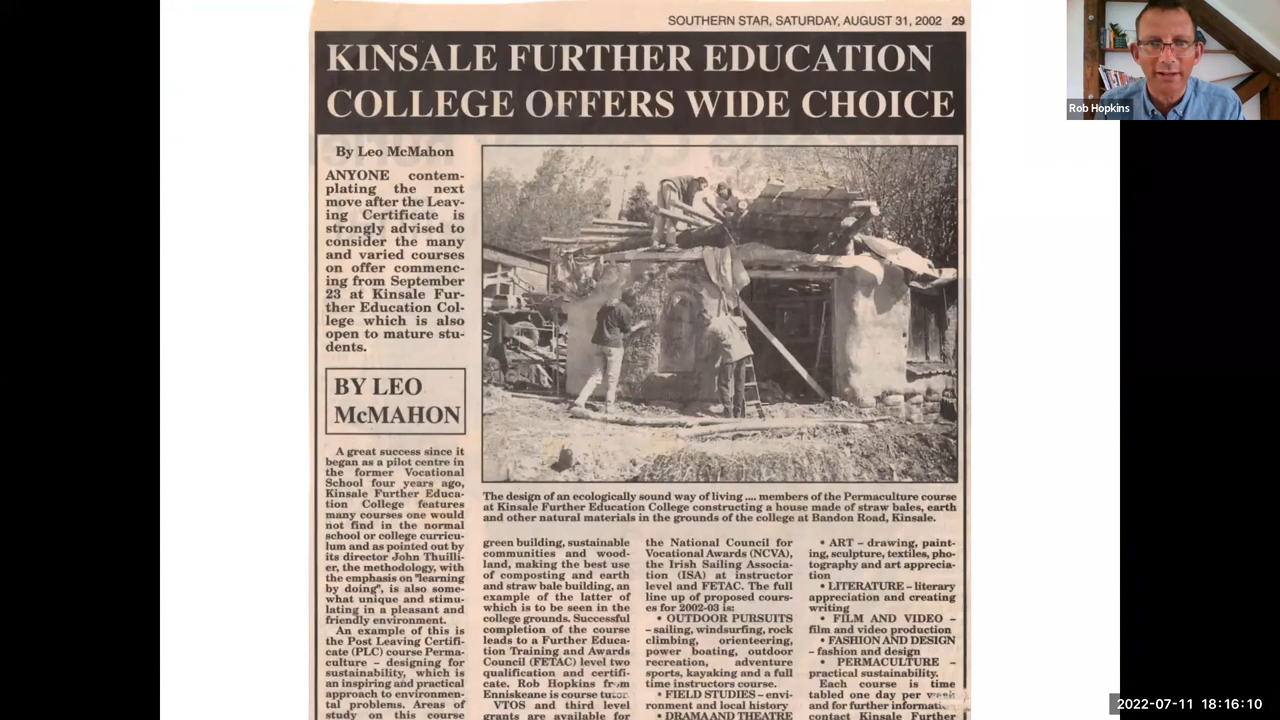 SOUTHERN STAR, SATURDAY, AUGUST 31, 2002 29
KINSALE FURTHER EDUCATION
COLLEGE OFFERS WIDE CHOICE
Rob Hopkins
By Leo McMahon
ANYONE contem-
plating the next
move after the Leav-
ing Certificate is
strongly advised to
consider the many
and varied courses
on offer commenc-
ing from September
23 at Kinsale Fur-
ther Education Col-
lege which is also
open to mature stu-
dents.
BY LEO
McMAHON
A great success since it
began as a pilot centre in
the former Vocational
School four years ago,
Kinsale Further Educa-
tion College features
many courses one would
not find in the normal
school or college curricu-
lum and as pointed out by
its director John Thuilli-
er, the methodology, with
the emphasis on "learning
by doing", is also some-
what unique and stimu-
lating in a pleasant and
friendly environment.
An example of this is
the Post Leaving Certifi-
cate (PLC) course Perma-
culture – designing for
sustainability, which is
an inspiring and practical
approach to environmen-
tal problems. Areas of
study on this course
The design of an ecologically sound way of living .... members of the Permaculture course
at Kinsale Further Education College constructing a house made of straw bales, earth
and other natural materials in the grounds of the college at Bandon Road, Kinsale.
green building, sustainable
communities and wood-
land, making the best use
of composting and earth
and straw bale building, an
example of the latter of
which is to be seen in the
college grounds. Successful
completion of the course
leads to a Further Educa-
tion Training and Awards
Council (FETAC) level two
qualification and certifi-
cate. Rob Hopkins from
Enniskeane is course tutor.
VTOS and third level
grants are available for
the National Council for
Vocational Awards (NCVA),
the Irish Sailing Associa-
tion (ISA) at instructor
level and FETAC. The full
line up of proposed cours-
es for 2002-03 is:
• OUTDOOR PURSUITS
– sailing, windsurfing, rock
climbing, orienteering,
power boating, outdoor
recreation, adventure
sports, kayaking and a full
time instructors course.
• FIELD STUDIES – envi-
ronment and local history
• DRAMA AND THEATRE
• ART – drawing, paint-
ing, sculpture, textiles, pho-
tography and art apprecia-
tion
• LITERATURE – literary
appreciation and creating
writing
• FILM AND VIDEO –
film and video production
• FASHION AND DESIGN
– fashion and design
• PERMACULTURE –
practical sustainability.
Each course is time
tabled one day per week
and for further information
contact Kinsale Further
2022-07-11 18:16:10